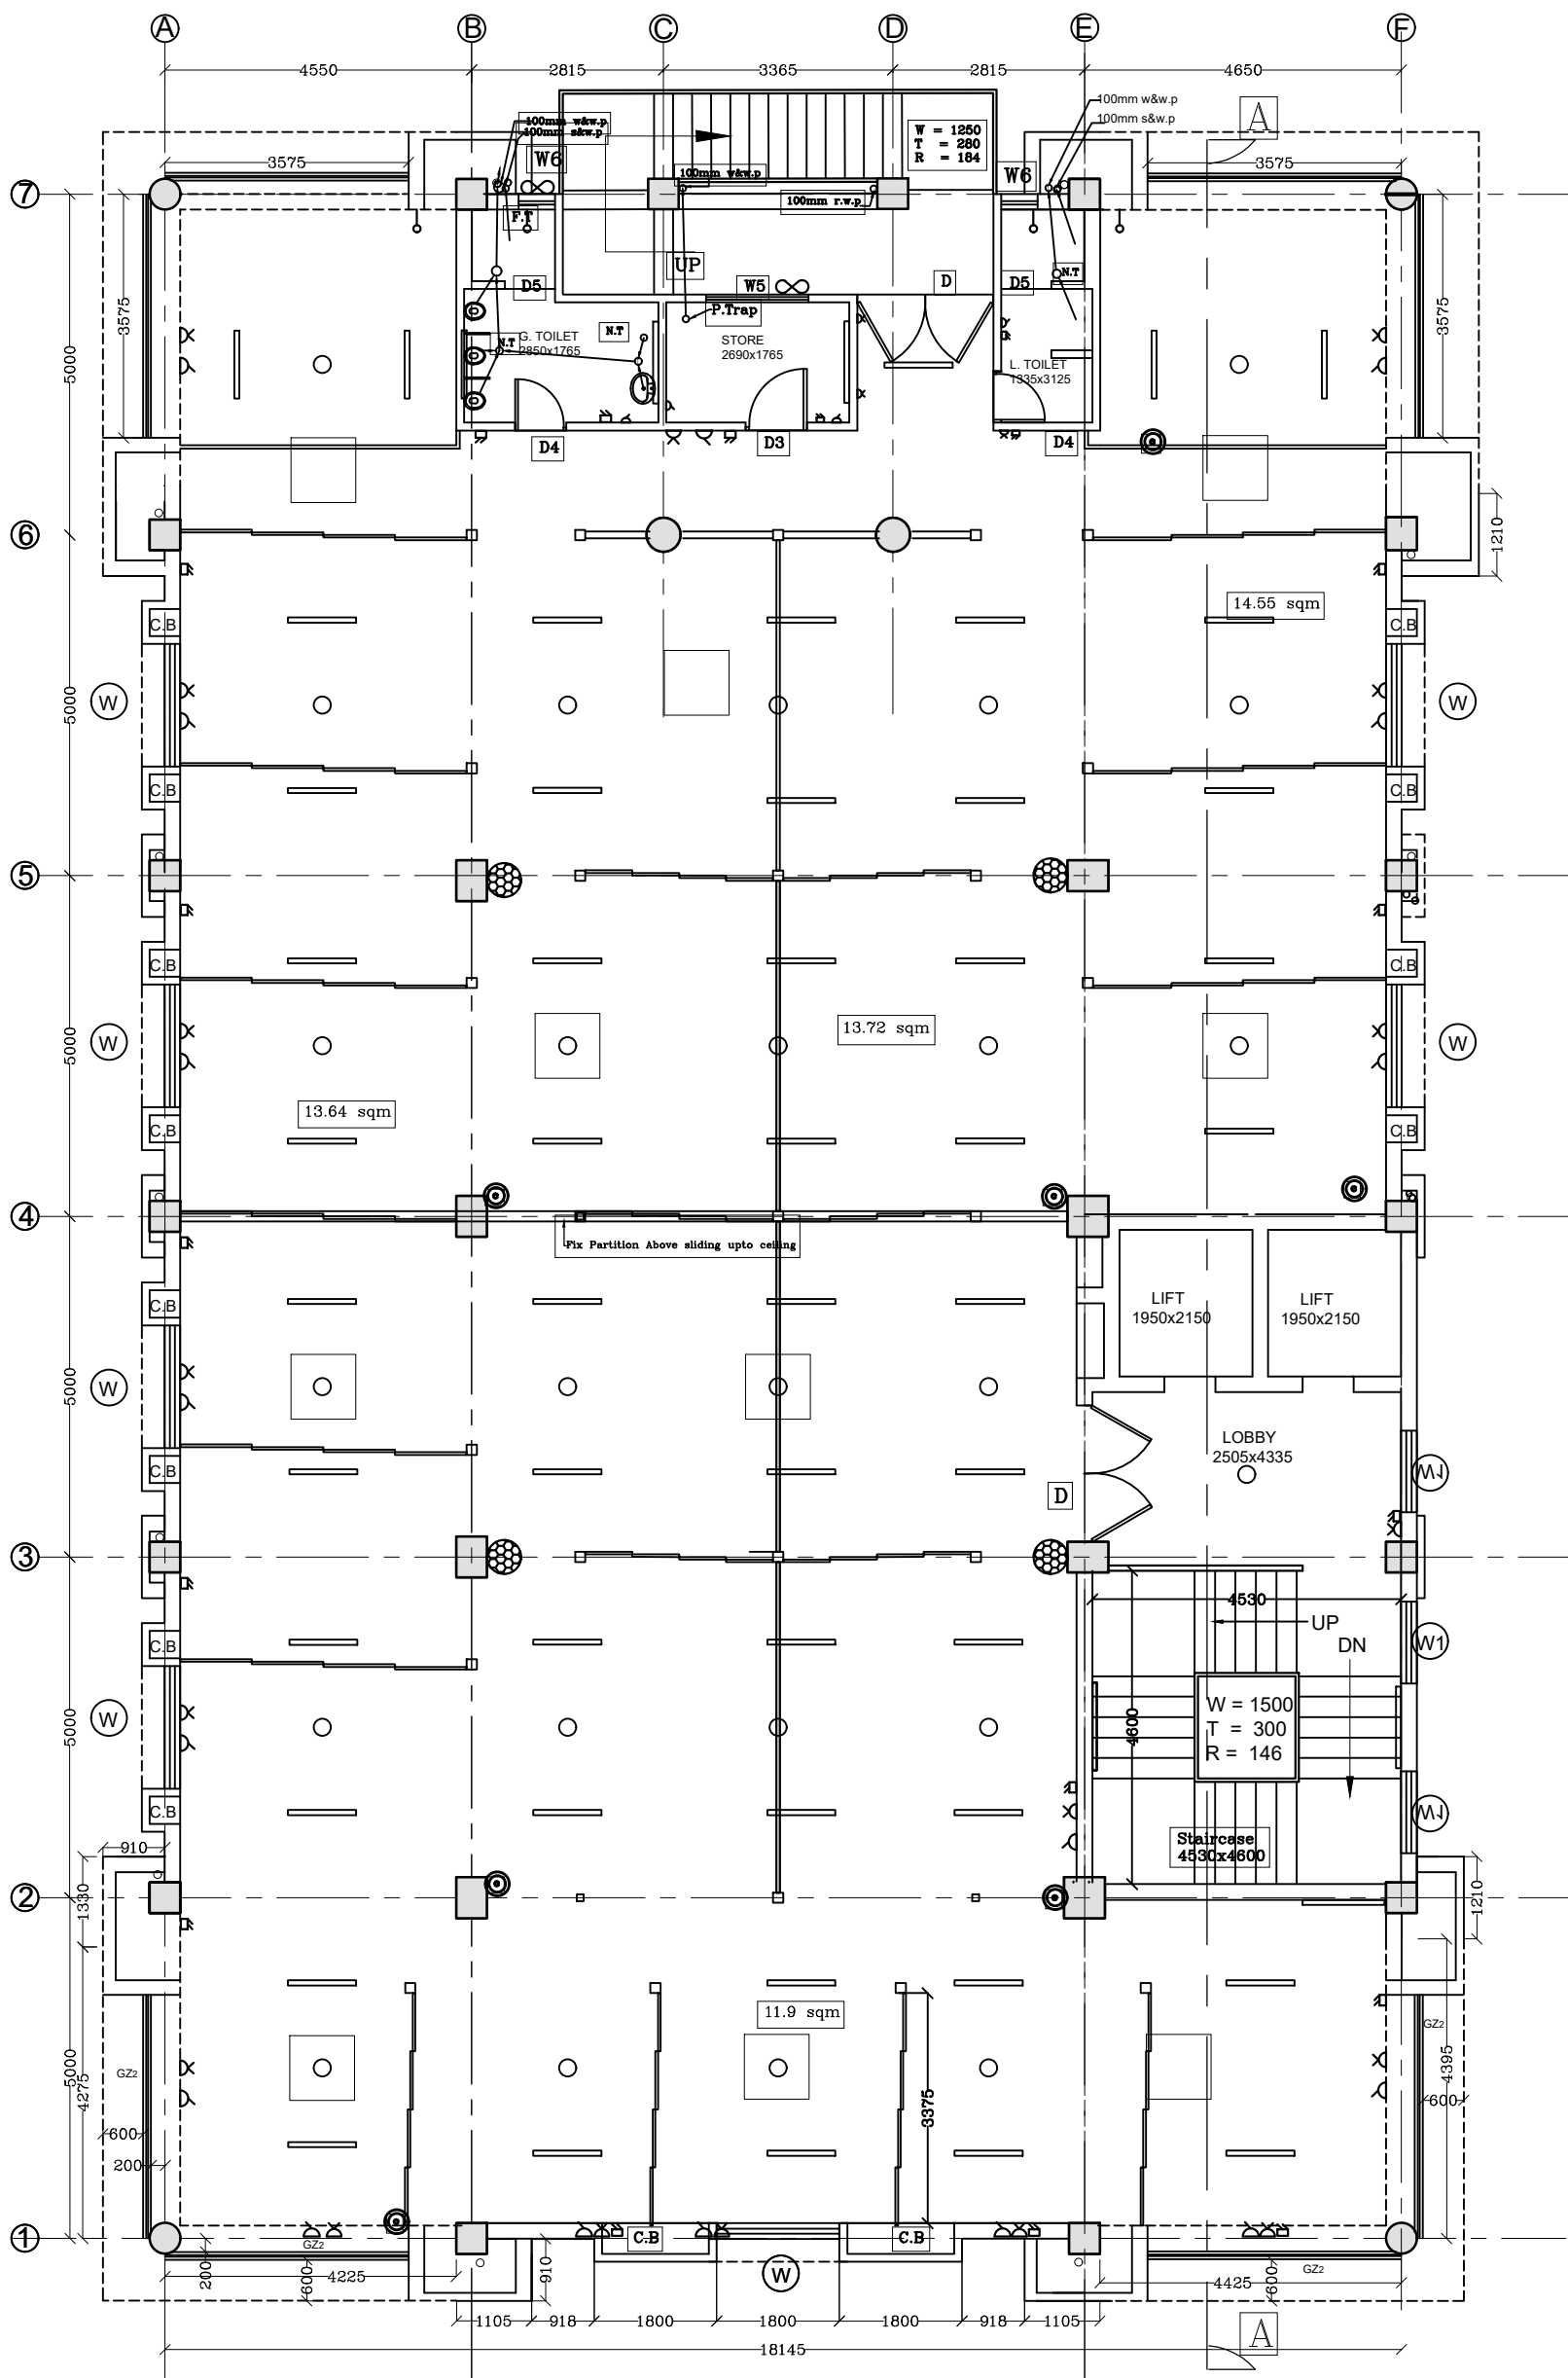 A B C D E F
4550 2815 3365 2815 4650
100mm w&w.p
100mm s&w.p
100mm w&w.p
100mm s&w.p
A
W = 1250
T = 280
R = 184
W6
W6
3575
3575
100mm w&w.p
100mm r.w.p
7
F.T
UP
N.T
D5
W5
D
D5
P.Trap
3575
3575
5000
N.T
N.T
G. TOILET
2850x1765
STORE
2690x1765
L. TOILET
1335x3125
D4
D3
D4
6
1210
14.55 sqm
C.B
C.B
5000
W
W
C.B
C.B
5
C.B
C.B
5000
W
W
13.72 sqm
13.64 sqm
C.B
C.B
4
Fix Partition Above sliding upto ceiling
C.B
LIFT
1950x2150
LIFT
1950x2150
5000
W
LOBBY
2505x4335
C.B
W1
D
3
4530
UP
DN
C.B
W1
5000
W
4600
W = 1500
T = 300
R = 146
C.B
W1
Staircase
4530x4600
910
1330
1210
2
11.9 sqm
GZ2
GZ2
5000
4275
3375
4395
600
600
200
1
C.B
C.B
GZ2
GZ2
200
600
4225
910
W
4425
600
1105 918 1800 1800 1800 918 1105
18145
A